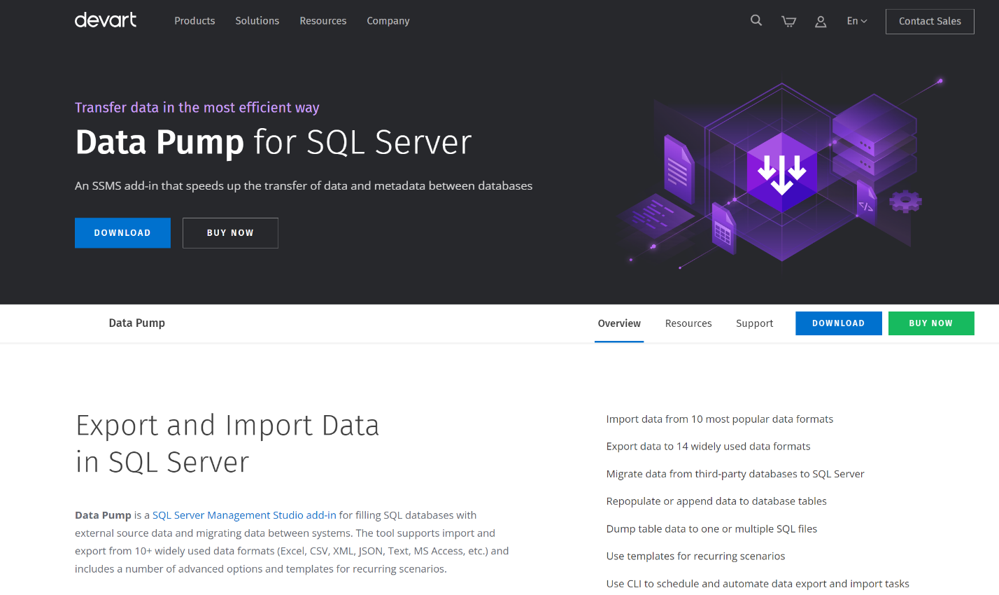 devart
Products Solutions Resources Company
En
Contact Sales
Transfer data in the most efficient way
Data Pump for SQL Server
An SSMS add-in that speeds up the transfer of data and metadata between databases
DOWNLOAD BUY NOW
</>
Data Pump
Overview Resources Support DOWNLOAD BUY NOW
Export and Import Data
in SQL Server
Data Pump is a SQL Server Management Studio add-in for filling SQL databases with
external source data and migrating data between systems. The tool supports import and
export from 10+ widely used data formats (Excel, CSV, XML, JSON, Text, MS Access, etc.) and
includes a number of advanced options and templates for recurring scenarios.
Import data from 10 most popular data formats
Export data to 14 widely used data formats
Migrate data from third-party databases to SQL Server
Repopulate or append data to database tables
Dump table data to one or multiple SQL files
Use templates for recurring scenarios
Use CLI to schedule and automate data export and import tasks